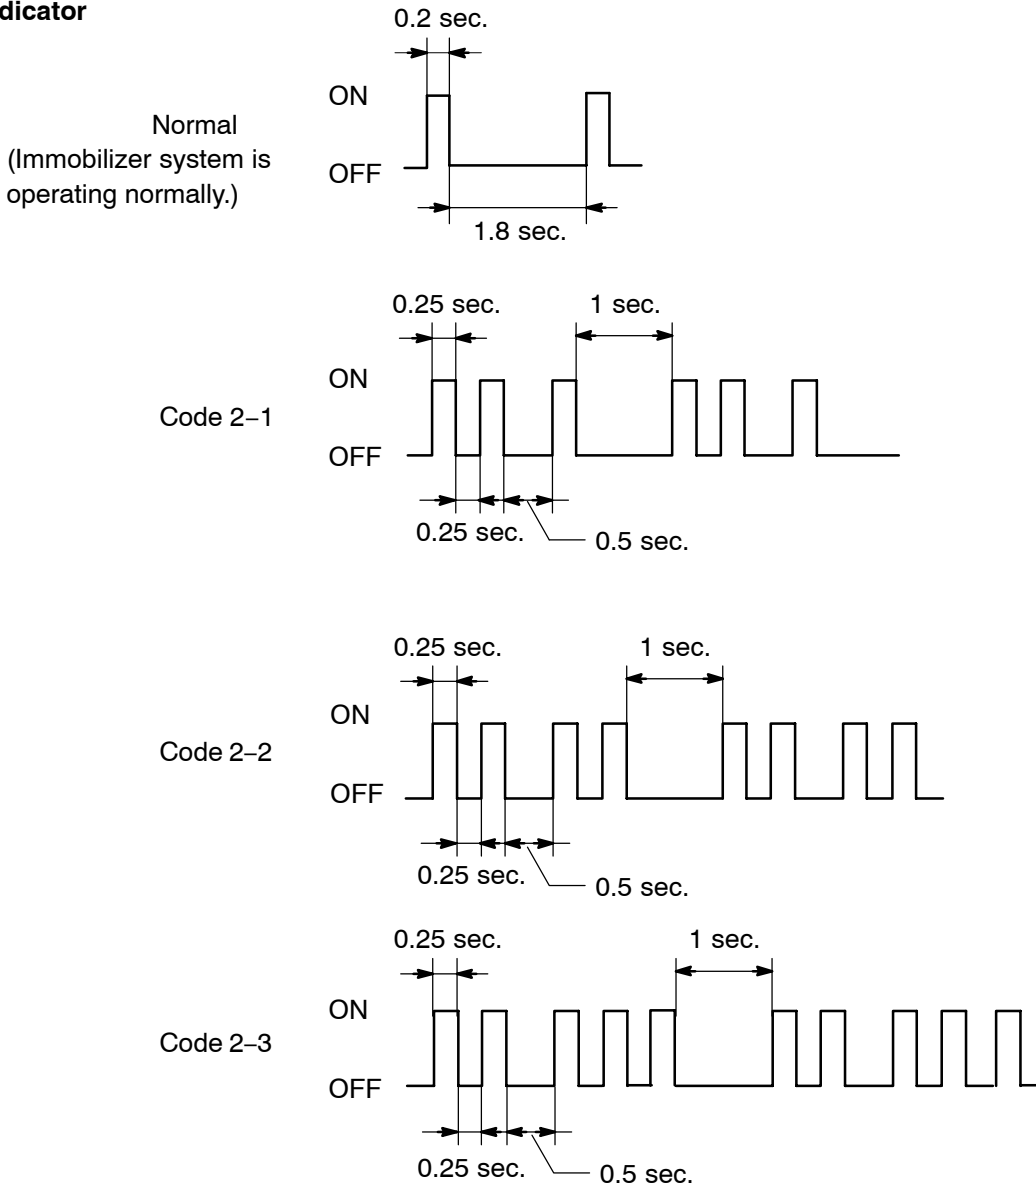 dicator
0.2 sec.
ON
Normal
(Immobilizer system is
operating normally.)
OFF
1.8 sec.
0.25 sec.
1 sec.
ON
Code 2–1
OFF
0.25 sec.
0.5 sec.
0.25 sec.
1 sec.
ON
Code 2–2
OFF
0.25 sec.
0.5 sec.
0.25 sec.
1 sec.
ON
Code 2–3
OFF
0.25 sec.
0.5 sec.